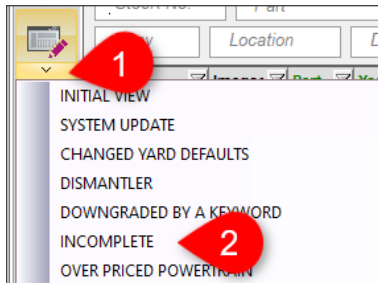 Stock No. Part
Location D
1
Image Part
INITIAL VIEW
SYSTEM UPDATE
CHANGED YARD DEFAULTS
DISMANTLER
DOWNGRADED BY A KEYWORD
INCOMPLETE 2
OVER PRICED POWERTRAIN